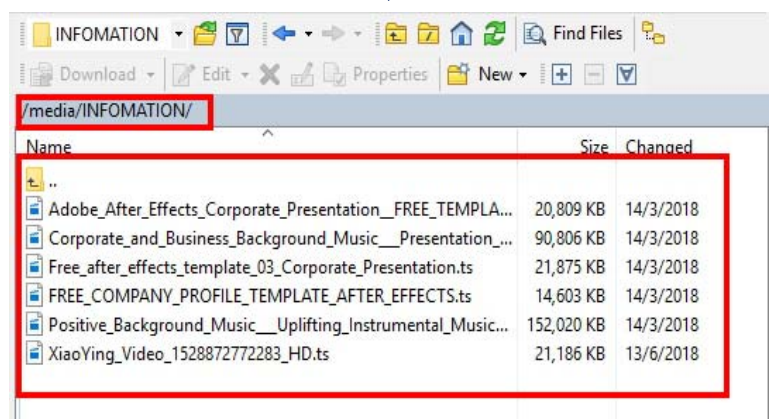 INFOMATION Find Files
Download Edit Properties New
/media/INFOMATION/
Name Size Changed
..
Adobe_After_Effects_Corporate_Presentation__FREE_TEMPLA... 20,809 KB 14/3/2018
Corporate_and_Business_Background_Music___Presentation_... 90,806 KB 14/3/2018
Free_after_effects_template_03_Corporate_Presentation.ts 21,875 KB 14/3/2018
FREE_COMPANY_PROFILE_TEMPLATE_AFTER_EFFECTS.ts 14,603 KB 14/3/2018
Positive_Background_Music___Uplifting_Instrumental_Music... 152,020 KB 14/3/2018
XiaoYing_Video_1528872772283_HD.ts 21,186 KB 13/6/2018